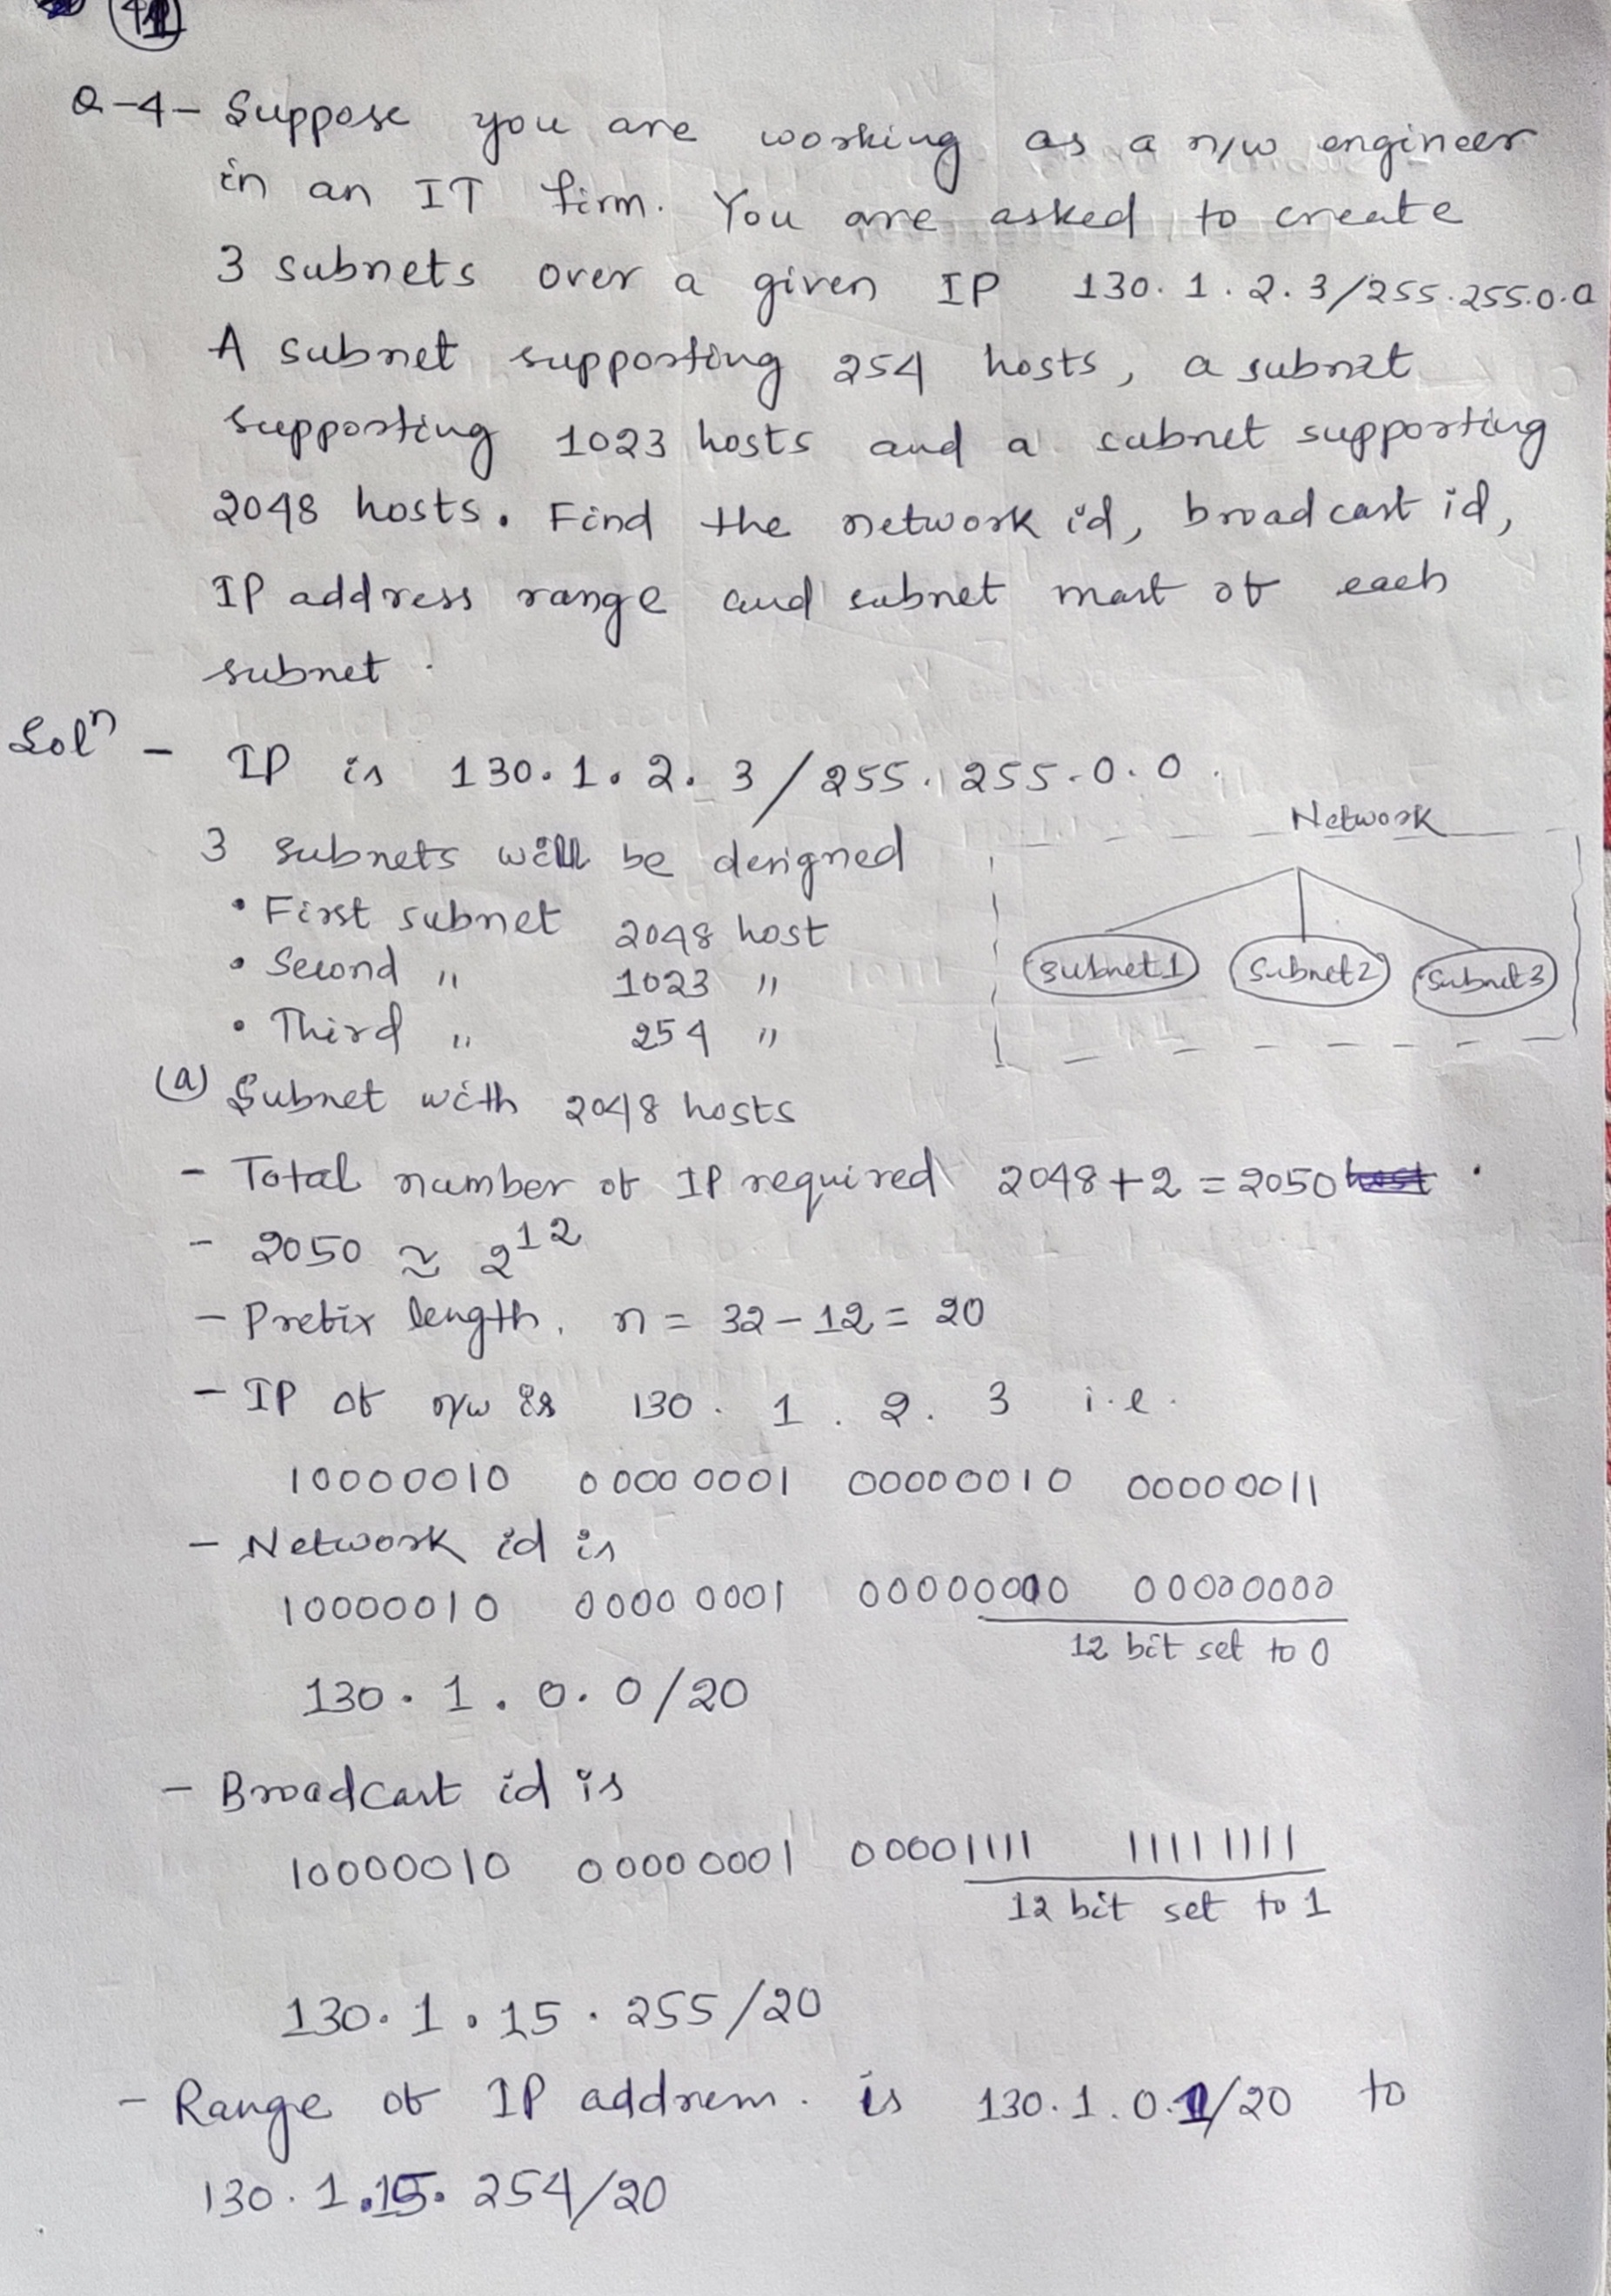 Q-4- Suppose you are working as a n/w engineer
in an IT firm. You are asked to create
3 subnets over a given IP 130.1.2.3/255.255.0.0
A subnet supporting 254 hosts, a subnet
supporting 1023 hosts and a subnet supporting
2048 hosts. Find the network id, broadcast id,
IP address range and subnet mast of each
subnet.
Solⁿ - IP is 130.1.2.3/255.255.0.0.
3 subnets will be designed
• First subnet 2048 host
• Second " 1023 "
• Third " 254 "
Network
Subnet1 Subnet2 Subnet3
(a) Subnet with 2048 hosts
- Total number of IP required 2048+2=2050 .
- 2050 ≈ 2¹²
- Prefix length, n = 32-12 = 20
- IP of n/w is 130 . 1 . 2 . 3 i.e.
10000010 00000001 00000010 00000011
- Network id is
10000010 00000001 00000000 00000000
12 bit set to 0
130.1.0.0/20
- Broadcast id is
10000010 00000001 00001111 11111111
12 bit set to 1
130.1.15.255/20
- Range of IP address. is 130.1.0.1/20 to
130.1.15.254/20